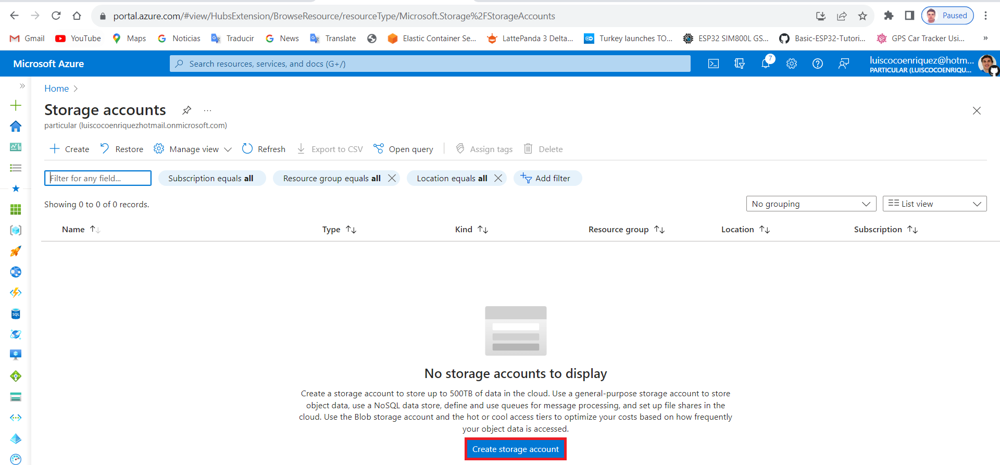 portal.azure.com/#view/HubsExtension/BrowseResource/resourceType/Microsoft.Storage%2FStorageAccounts
Paused
Gmail
YouTube
Maps
Noticias
Traducir
News
Translate
Elastic Container Se...
LattePanda 3 Delta...
Turkey launches TO...
ESP32 SIM800L GS...
Basic-ESP32-Tutori...
GPS Car Tracker Usi...
»
Microsoft Azure
Search resources, services, and docs (G+/)
7
luiscocoenriquez@hotm...
PARTICULAR (LUISCOCOENRIQU...
Home
Storage accounts
...
particular (luiscocoenriquezhotmail.onmicrosoft.com)
Create
Restore
Manage view
Refresh
Export to CSV
Open query
Assign tags
Delete
Filter for any field...
Subscription equals all
Resource group equals all
Location equals all
Add filter
Showing 0 to 0 of 0 records.
No grouping
List view
Name
Type
Kind
Resource group
Location
Subscription
SQL
No storage accounts to display
Create a storage account to store up to 500TB of data in the cloud. Use a general-purpose storage account to store
object data, use a NoSQL data store, define and use queues for message processing, and set up file shares in the
cloud. Use the Blob storage account and the hot or cool access tiers to optimize your costs based on how frequently
your object data is accessed.
Create storage account